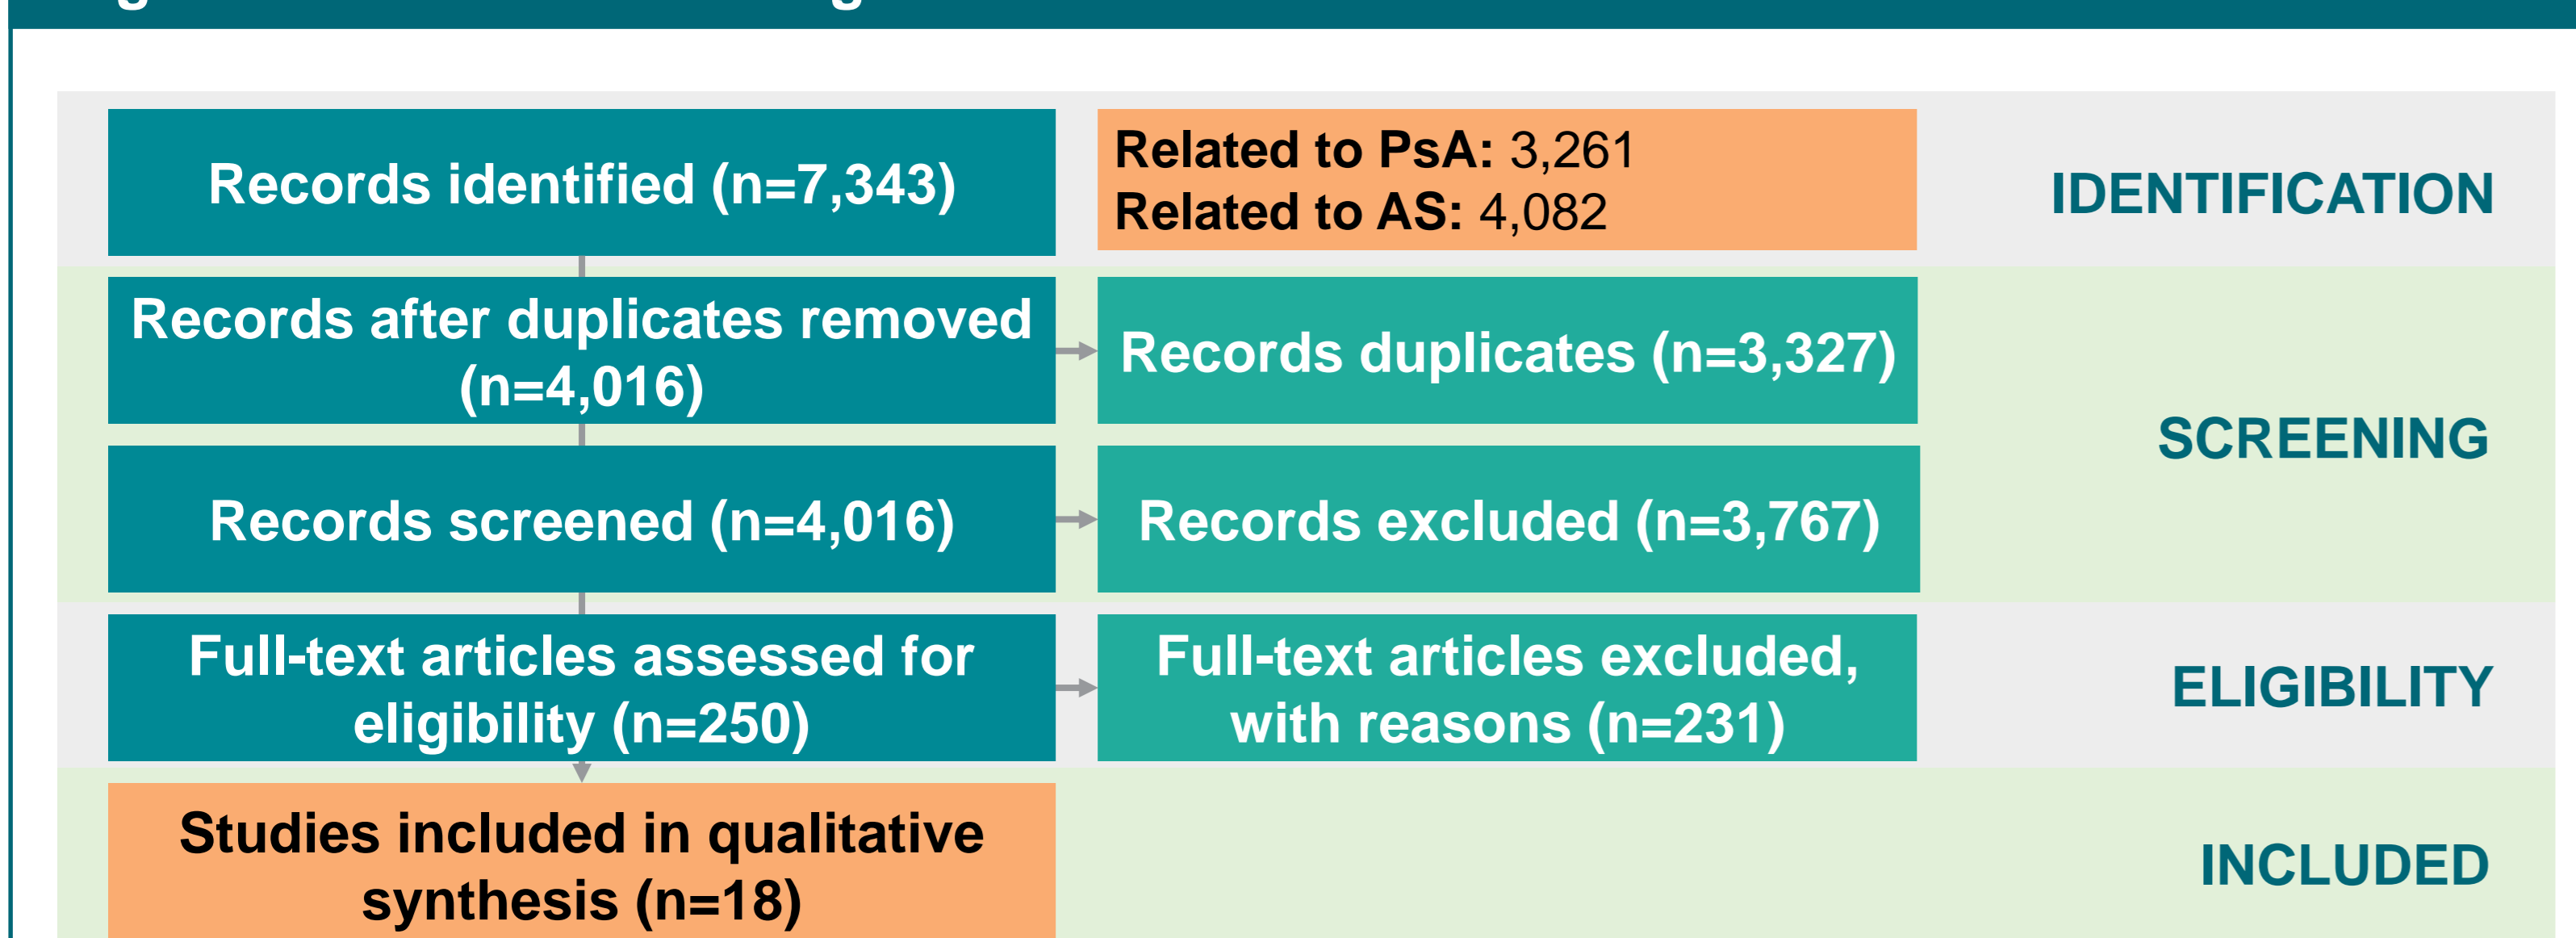 Records identified (n=7,343)
Related to PsA: 3,261
Related to AS: 4,082
IDENTIFICATION
Records after duplicates removed
(n=4,016)
Records duplicates (n=3,327)
SCREENING
Records screened (n=4,016)
Records excluded (n=3,767)
Full-text articles assessed for
eligibility (n=250)
Full-text articles excluded,
with reasons (n=231)
ELIGIBILITY
Studies included in qualitative
synthesis (n=18)
INCLUDED